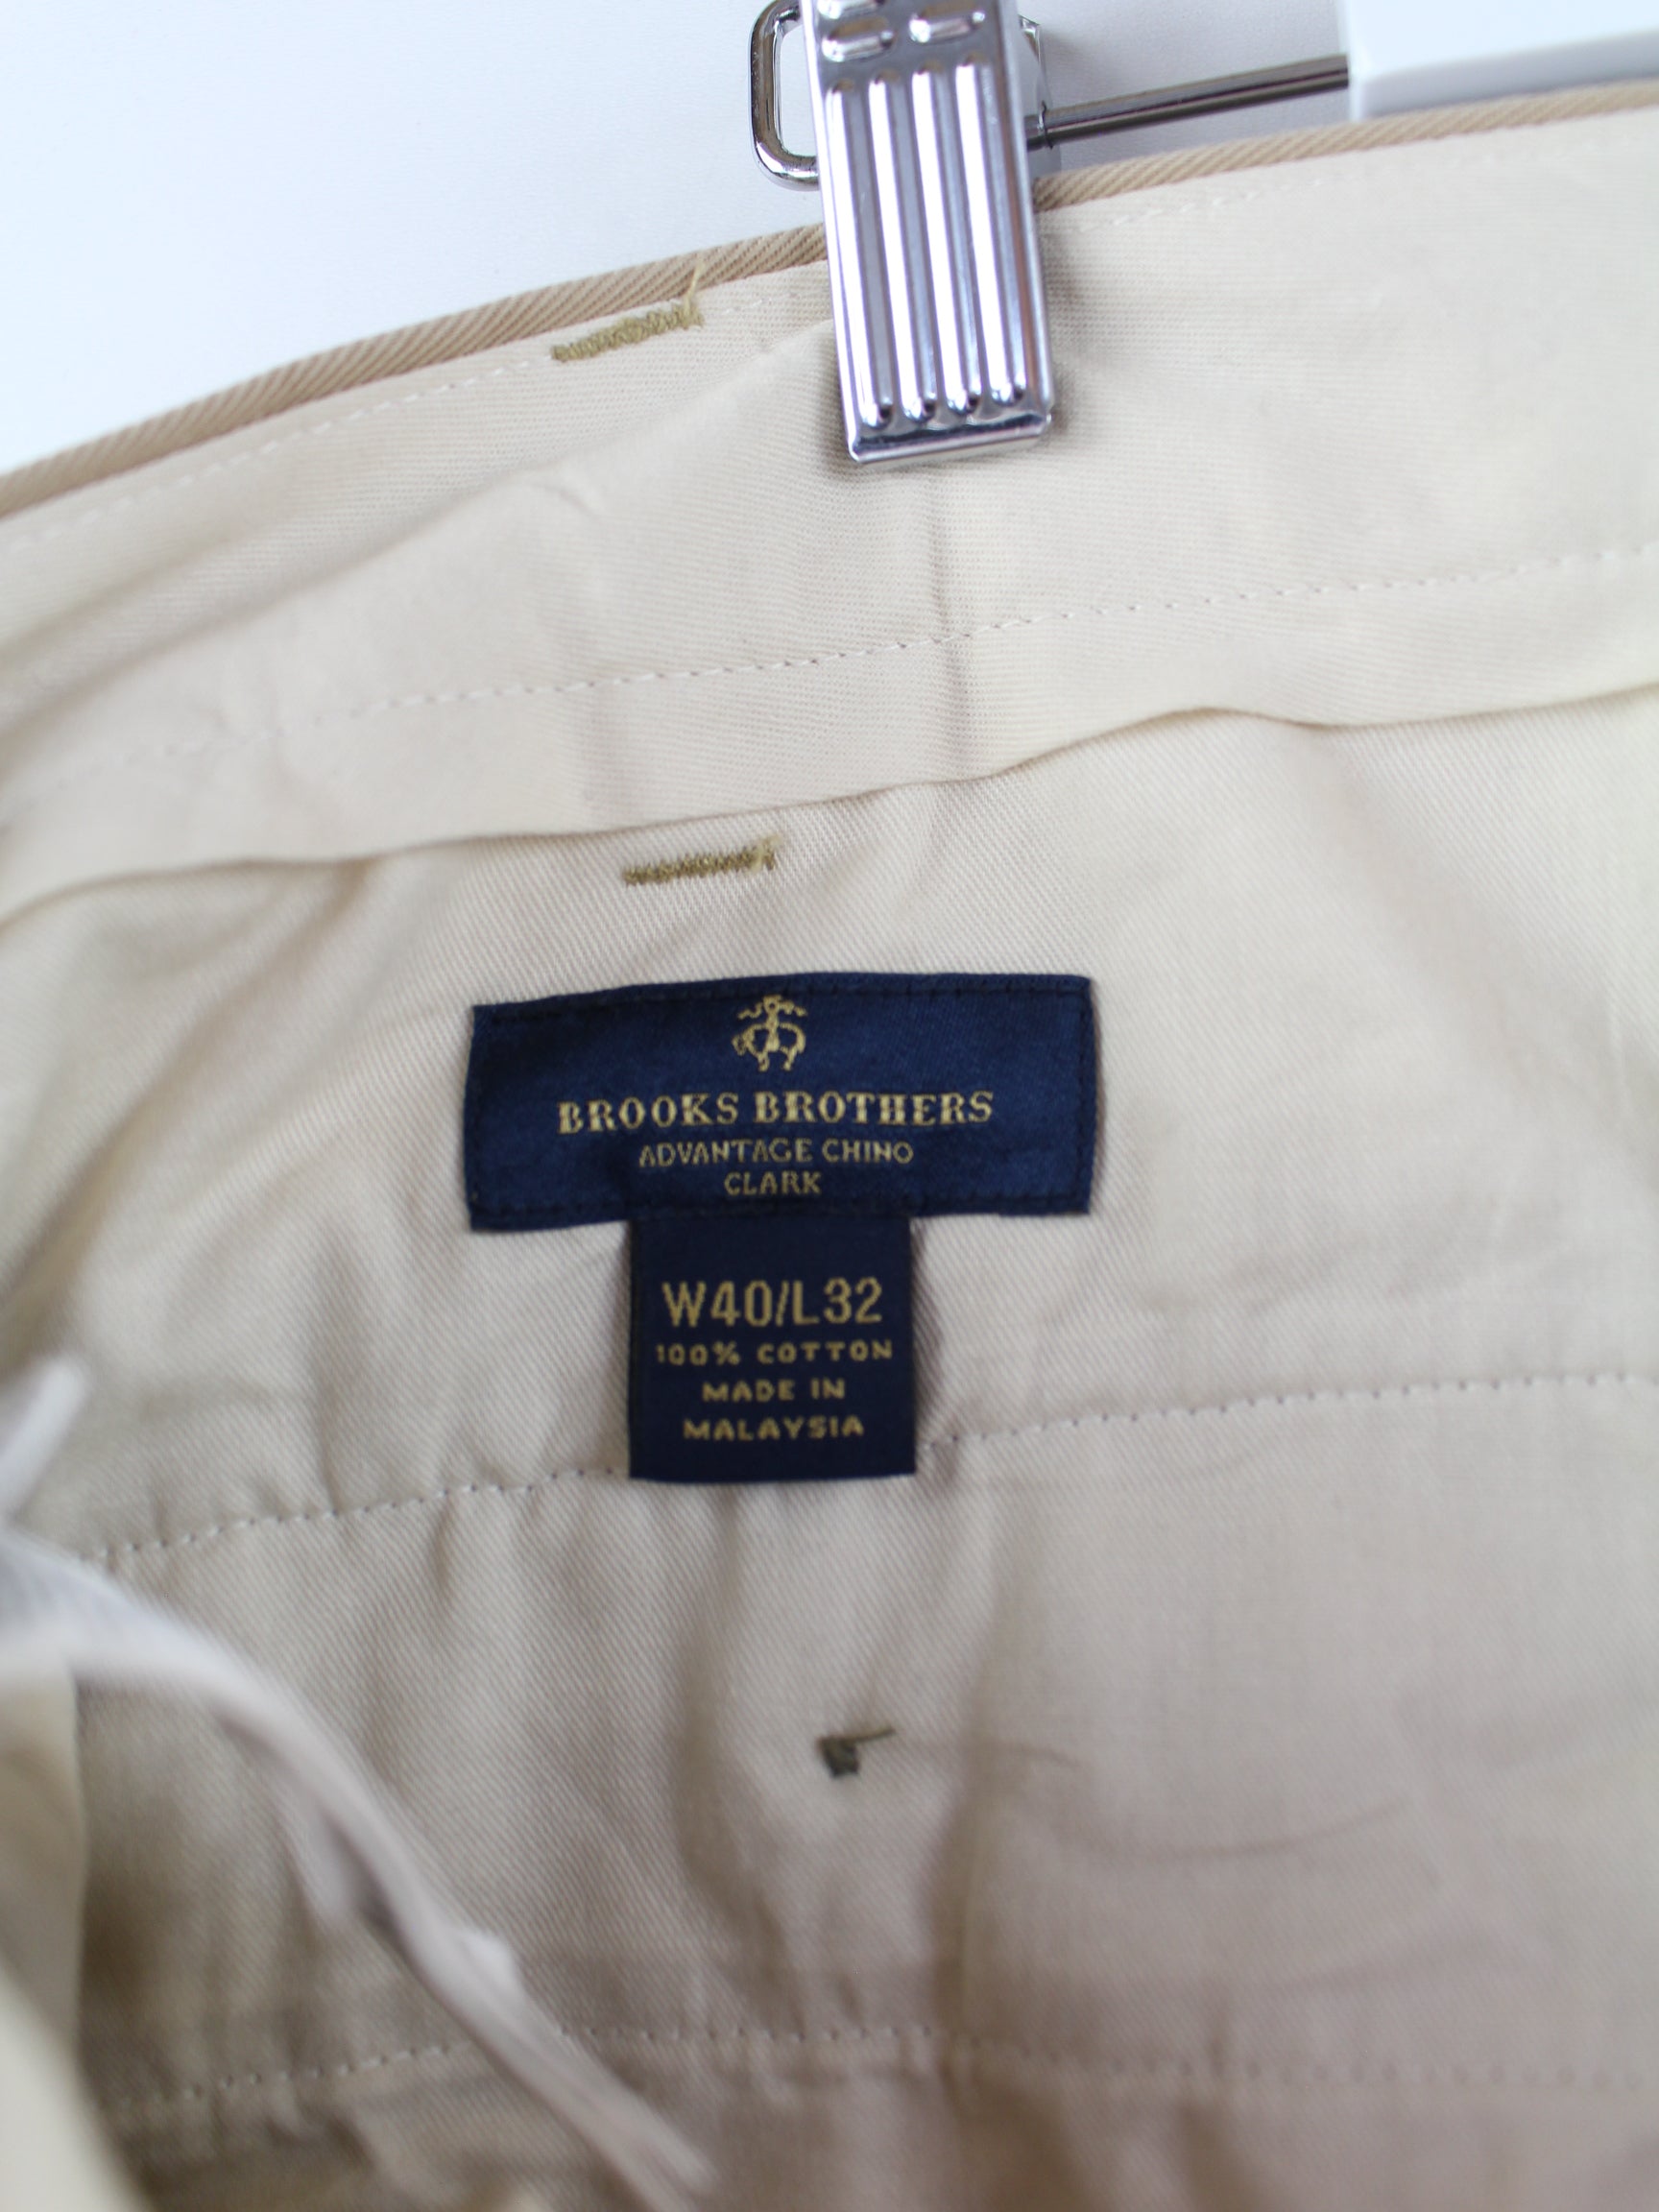 BROOKS BROTHERS
ADVANTAGE CHINO
CLARK
W40/L32
100% COTTON
MADE IN
MALAYSIA